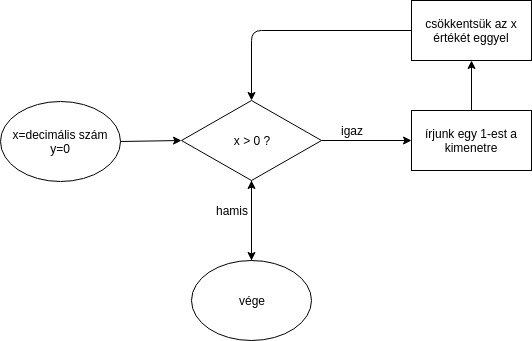 csökkentsük az x
értékét eggyel
x=decimális szám
y=0
x > 0 ?
igaz
írjunk egy 1-est a
kimenetre
hamis
vége